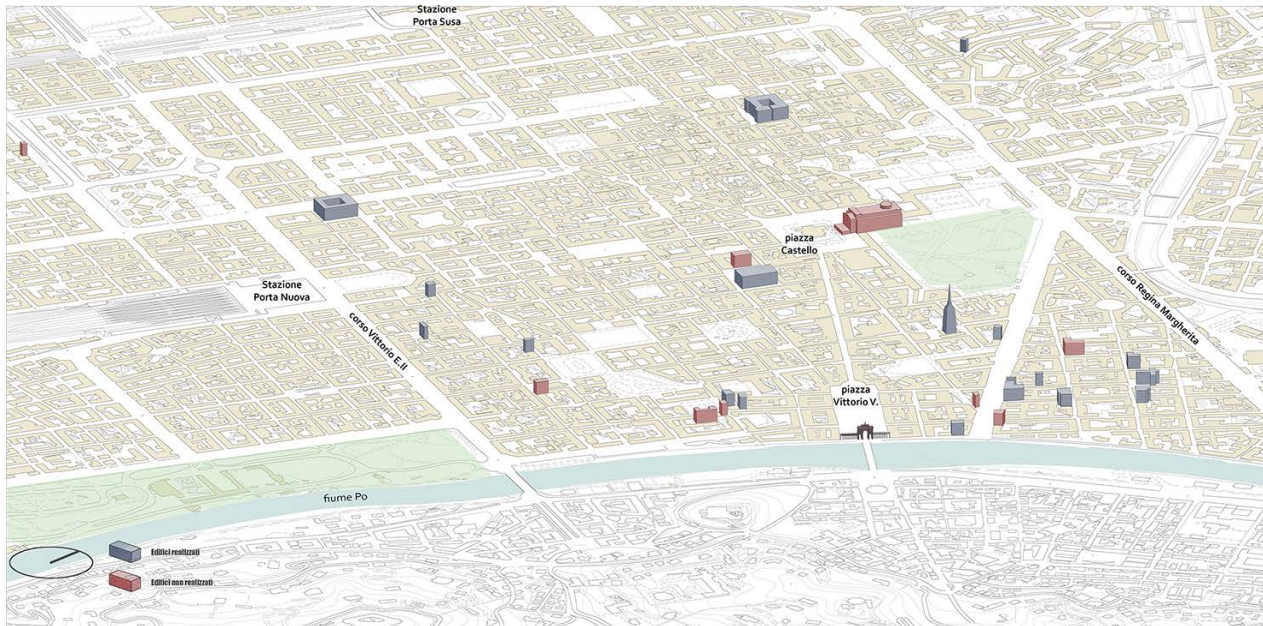 Stazione
Porta Susa
piazza
Castello
Stazione
Porta Nuova
corso Vittorio E.II
corso Regina Margherita
piazza
Vittorio V.
fiume Po
Edifici realizzati
Edifici non realizzati